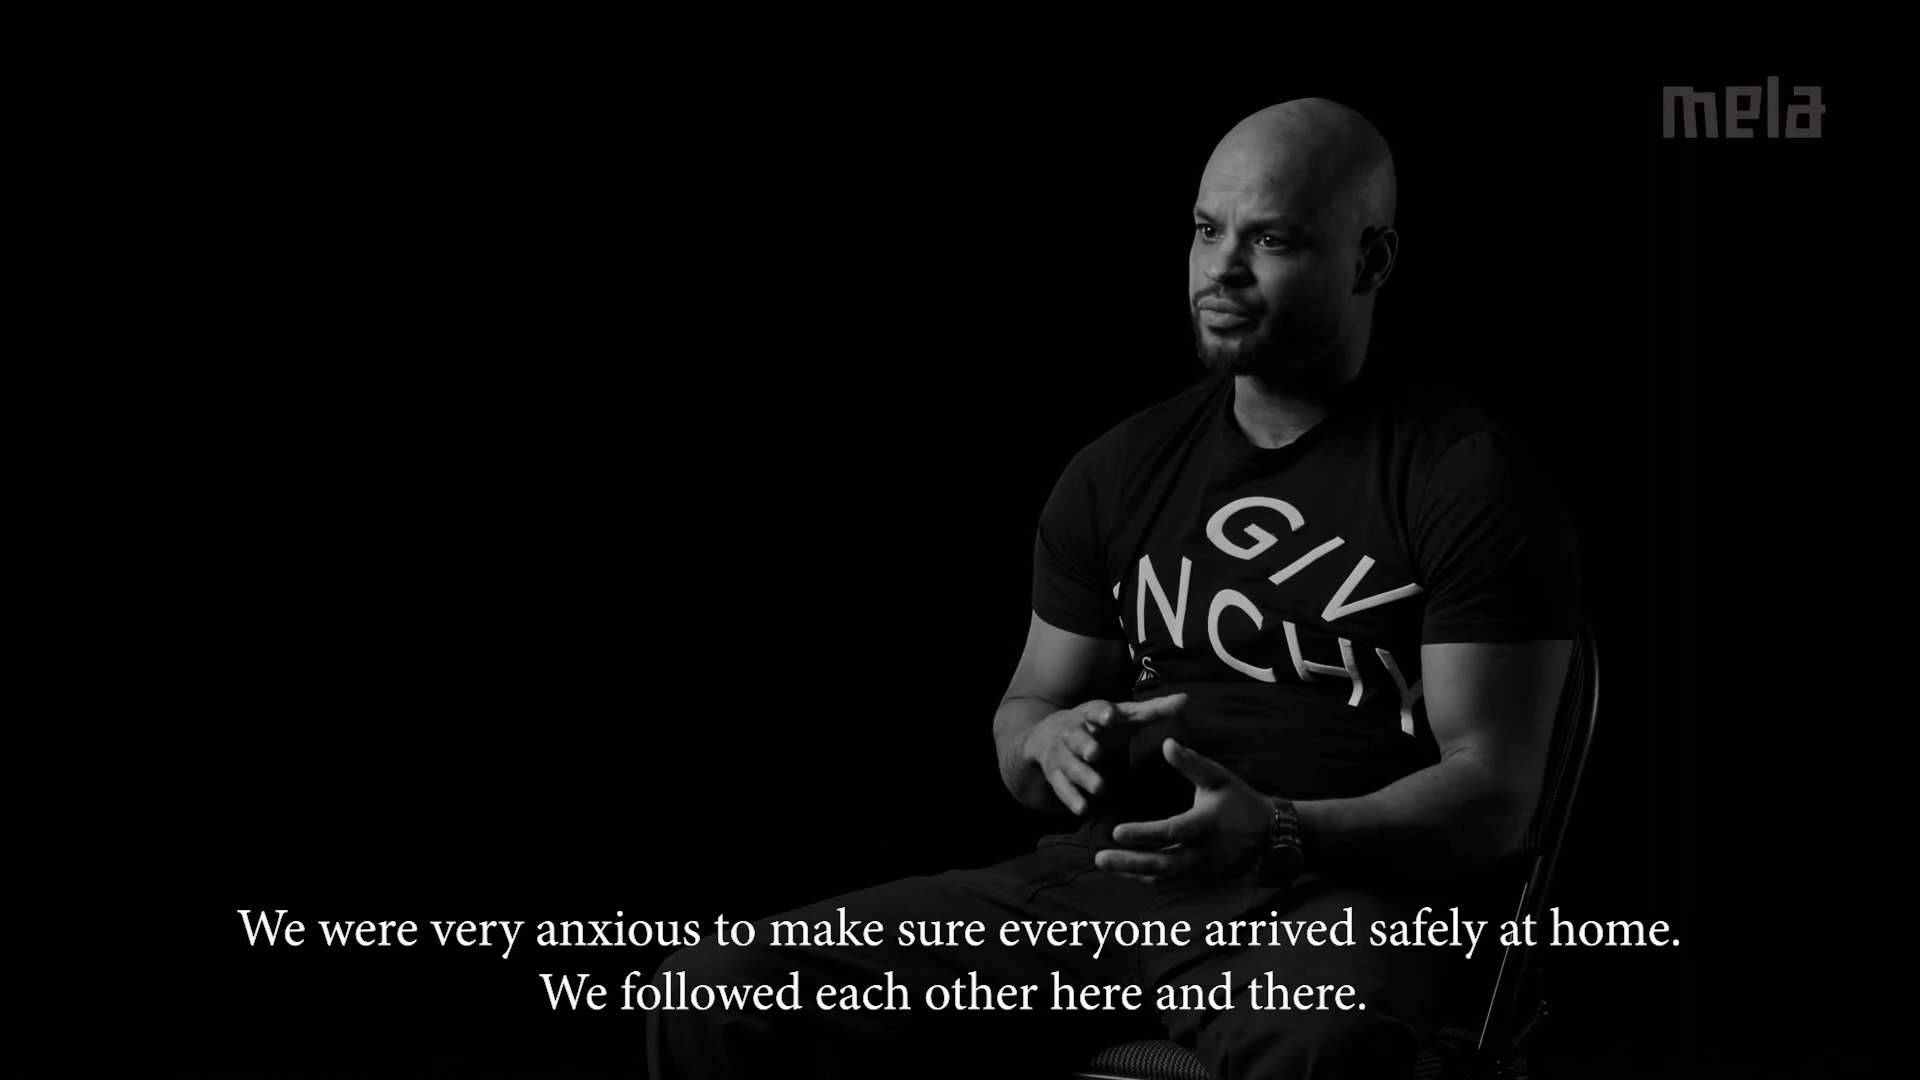 mela
GIV
ENCHY
We were very anxious to make sure everyone arrived safely at home.
We followed each other here and there.